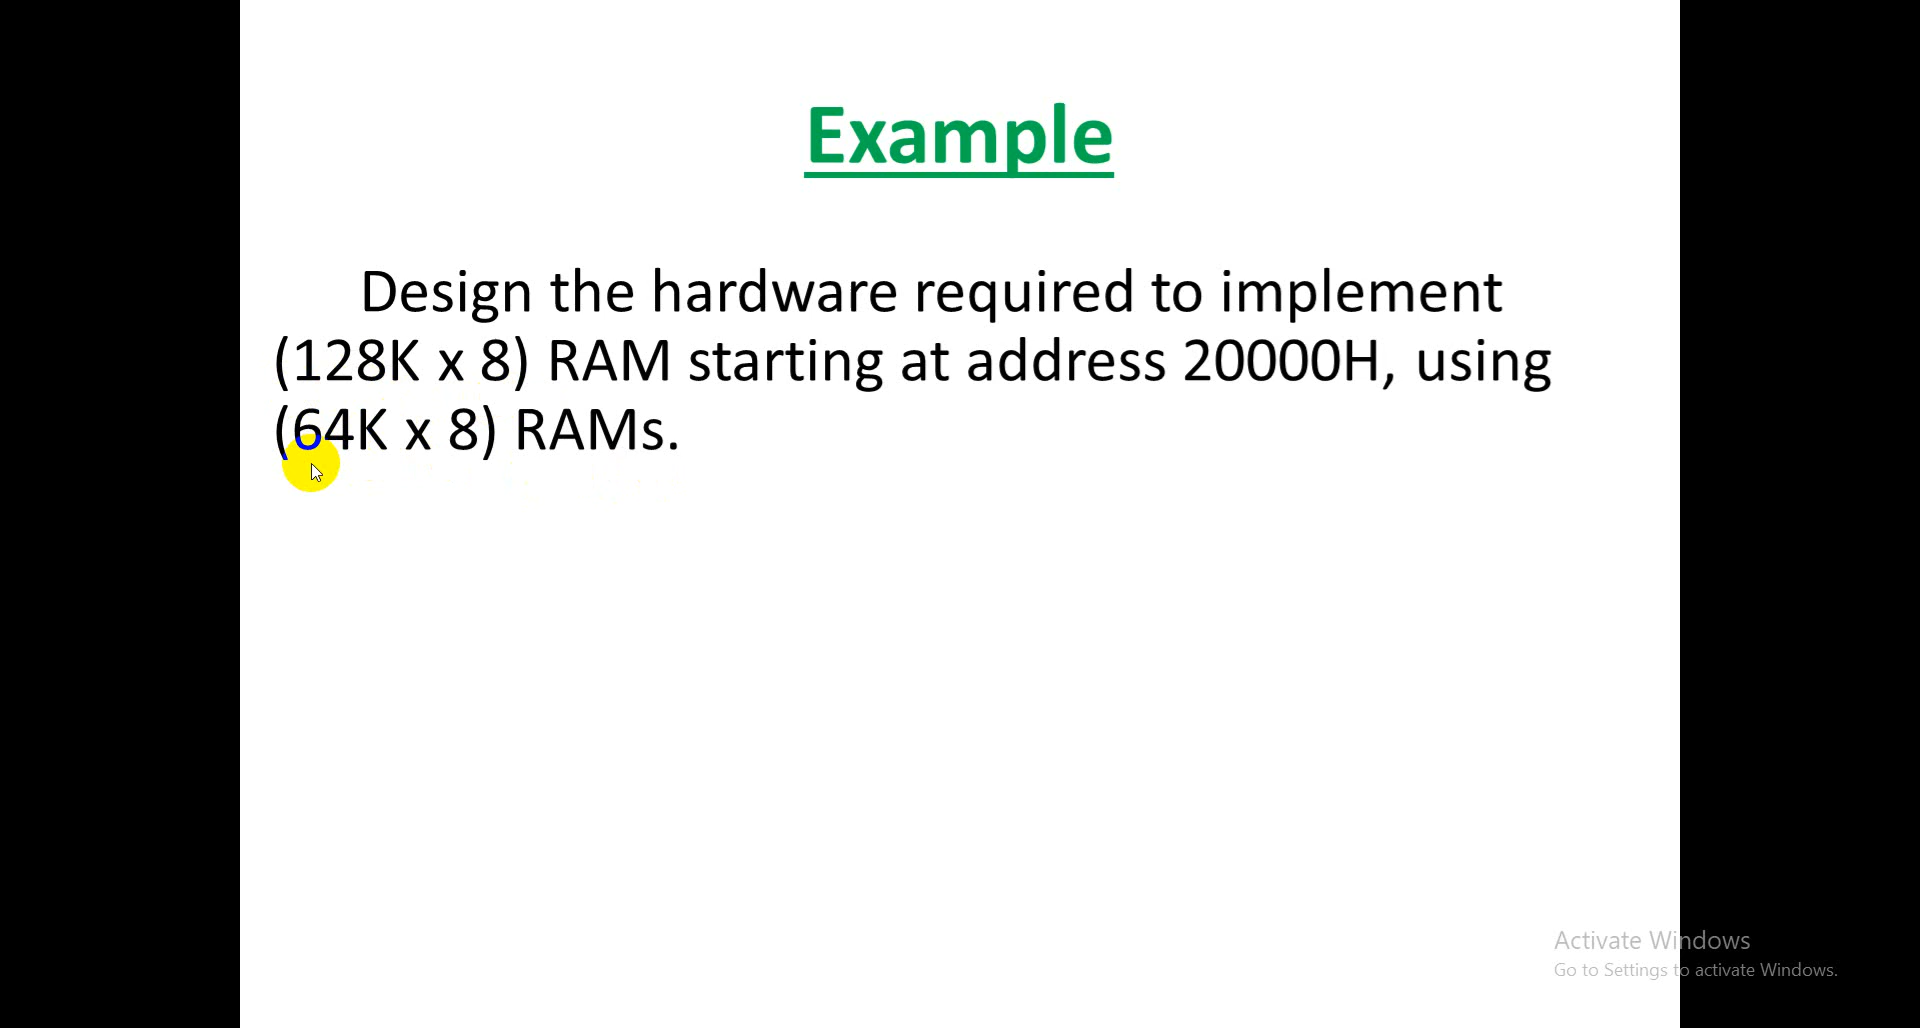 Example
Design the hardware required to implement
(128K x 8) RAM starting at address 20000H, using
(64K x 8) RAMs.
Activate Windows
Go to Settings to activate Windows.